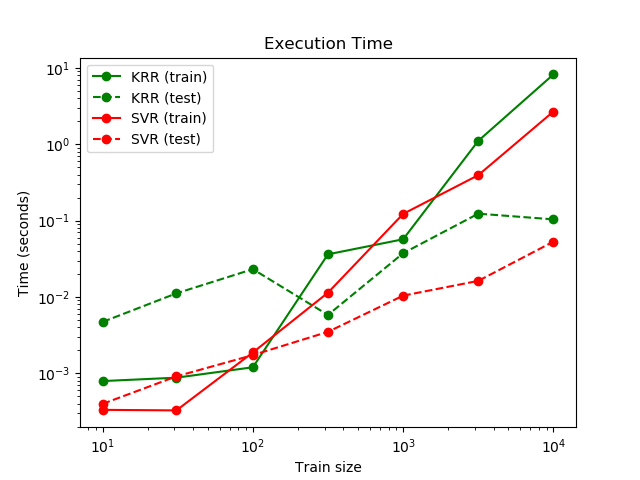 Execution Time
KRR (train)
KRR (test)
SVR (train)
SVR (test)
10¹
10⁰
10⁻¹
10⁻²
10⁻³
Time (seconds)
10¹ 10² 10³ 10⁴
Train size